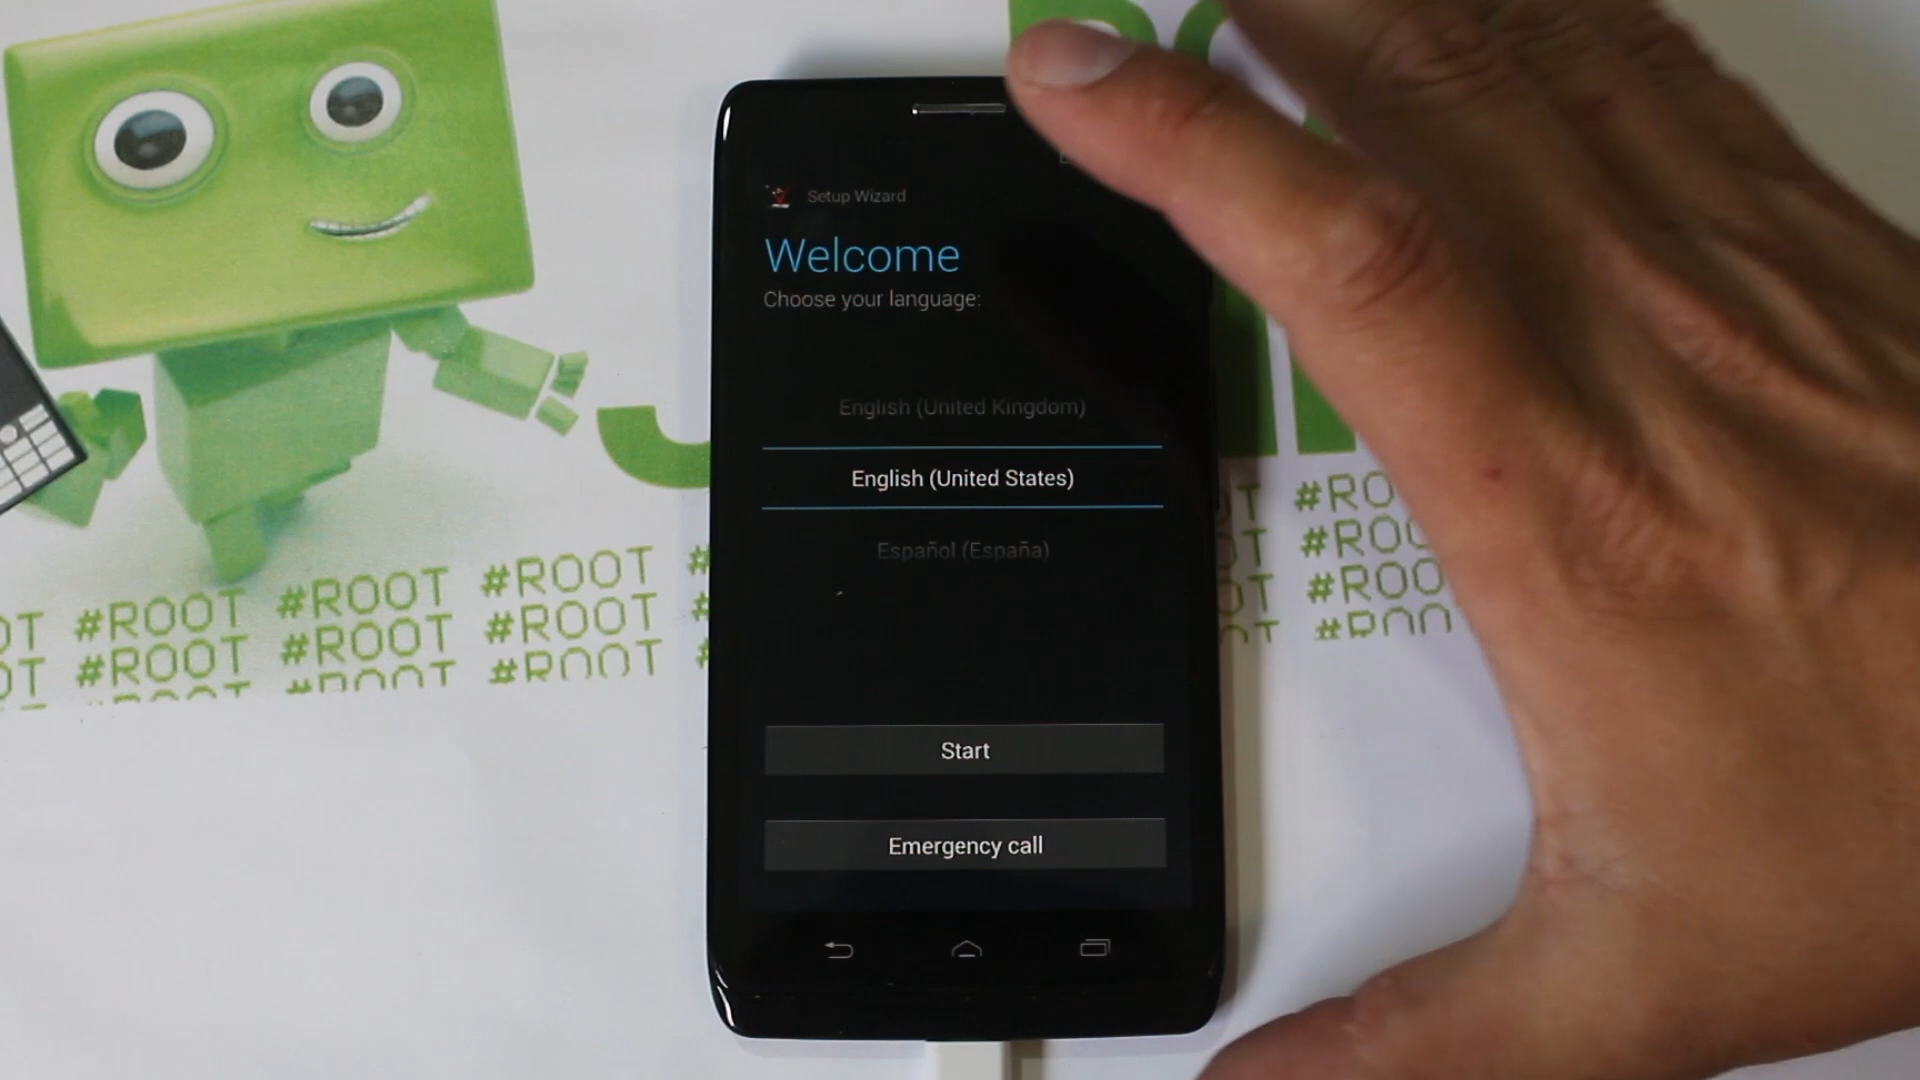 Setup Wizard
Welcome
Choose your language:
English (United Kingdom)
English (United States)
Español (España)
Start
Emergency call
#ROOT #ROOT #ROOT
#ROOT #ROOT #ROOT
#ROOT #ROOT #ROOT